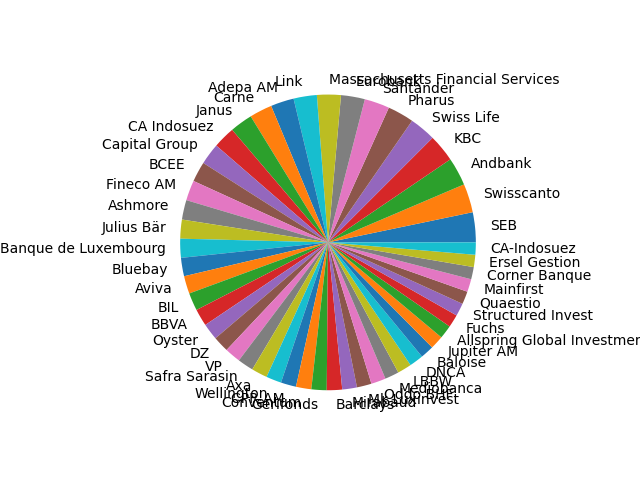 SEB
Swisscanto
Andbank
KBC
Swiss Life
Pharus
Santander
Eurobank
Massachusetts Financial Services
Link
Adepa AM
Carne
Janus
CA Indosuez
Capital Group
BCEE
Fineco AM
Ashmore
Julius Bär
Banque de Luxembourg
Bluebay
Aviva
BIL
BBVA
Oyster
DZ
VP
Safra Sarasin
Axa
Wellington
Conventum
Gerifonds
Barclays
Mirabaud
Oddo BHF
Mediobanca
LBBW
DNCA
Baloise
Jupiter AM
Allspring Global Investmen
Fuchs
Structured Invest
Quaestio
Mainfirst
Corner Banque
Ersel Gestion
CA-Indosuez